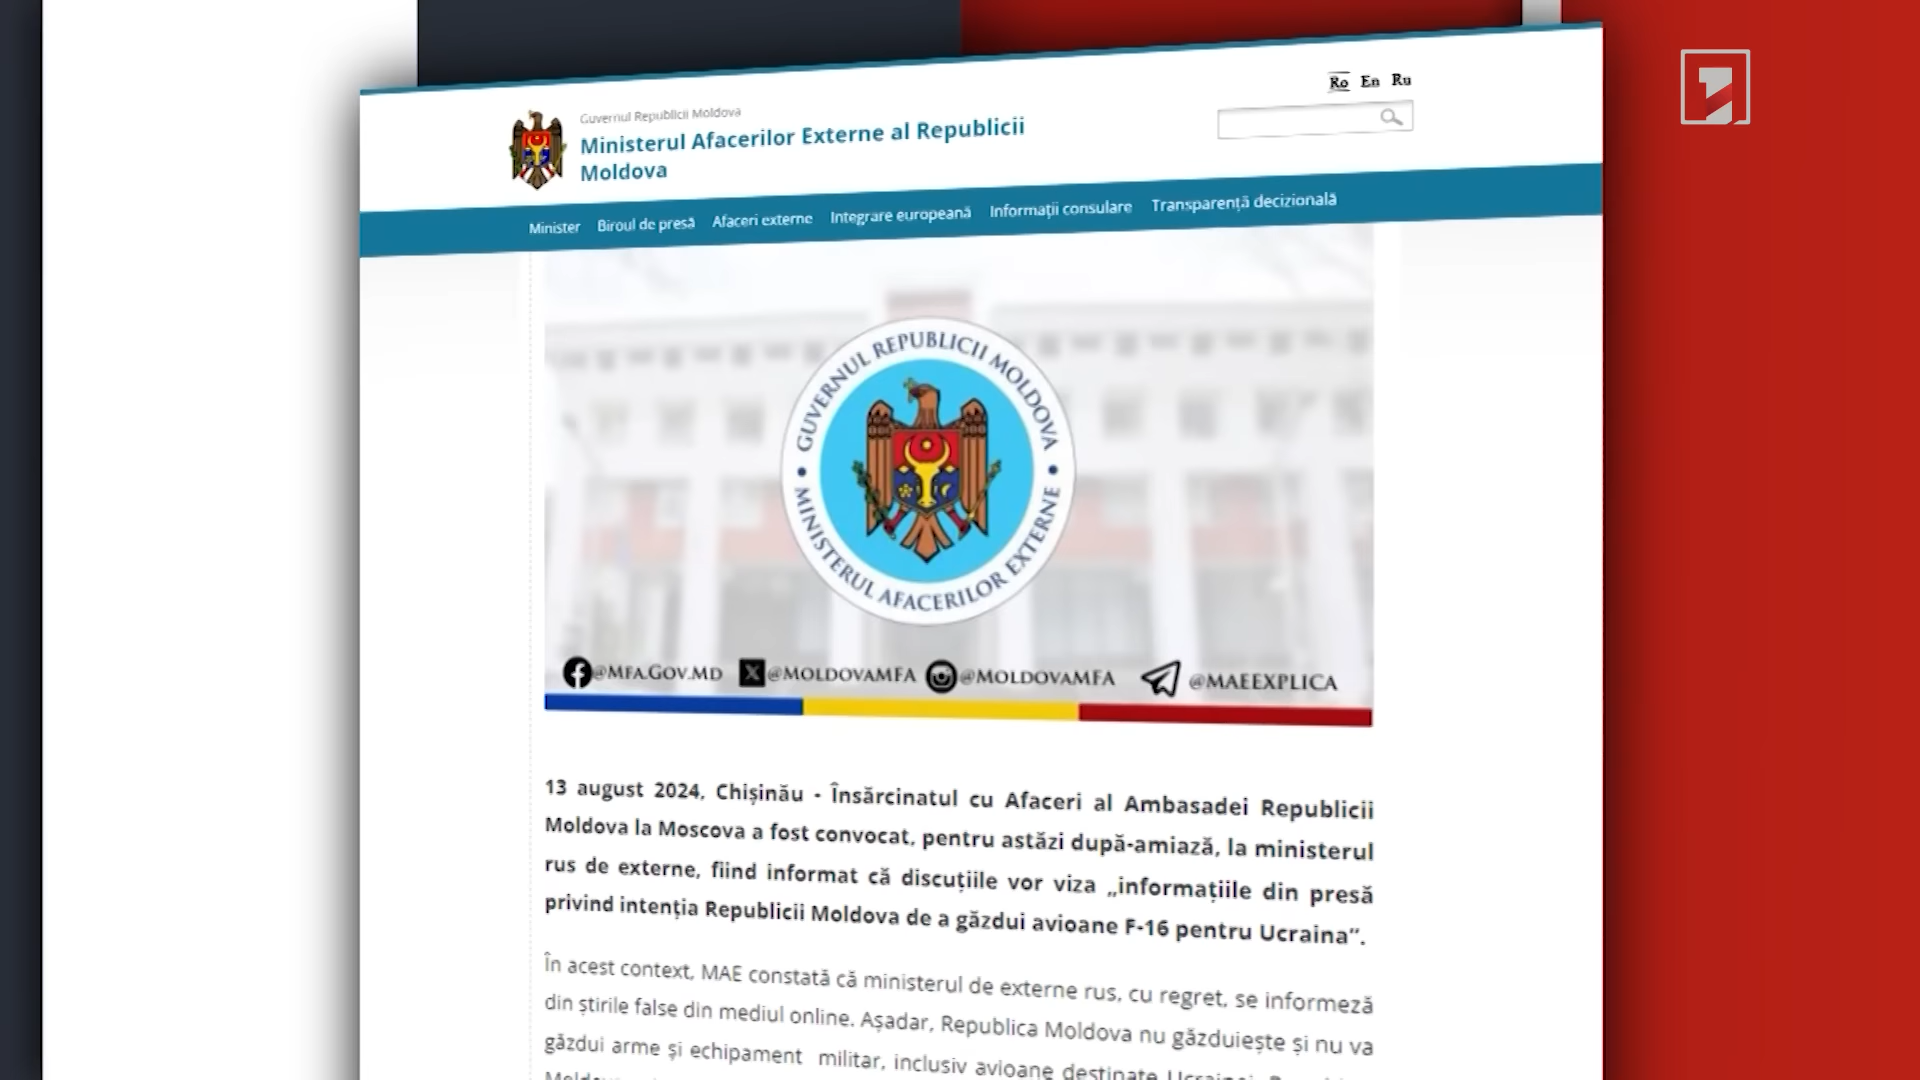 Ro En Ru
Guvernul Republicii Moldova
Ministerul Afacerilor Externe al Republicii
Moldova
Minister Biroul de presă Afaceri externe Integrare europeană Informații consulare Transparență decizională
GUVERNUL REPUBLICII MOLDOVA
MINISTERUL AFACERILOR EXTERNE
@MFA.GOV.MD @MOLDOVAMFA @MOLDOVAMFA @MAEEXPLICA
13 august 2024, Chișinău - Însărcinatul cu Afaceri al Ambasadei Republicii
Moldova la Moscova a fost convocat, pentru astăzi după-amiază, la ministerul
rus de externe, fiind informat că discuțiile vor viza „informațiile din presă
privind intenția Republicii Moldova de a găzdui avioane F-16 pentru Ucraina”.
În acest context, MAE constată că ministerul de externe rus, cu regret, se informeză
din știrile false din mediul online. Așadar, Republica Moldova nu găzduiește și nu va
găzdui arme și echipament militar, inclusiv avioane destinate Ucrainei.